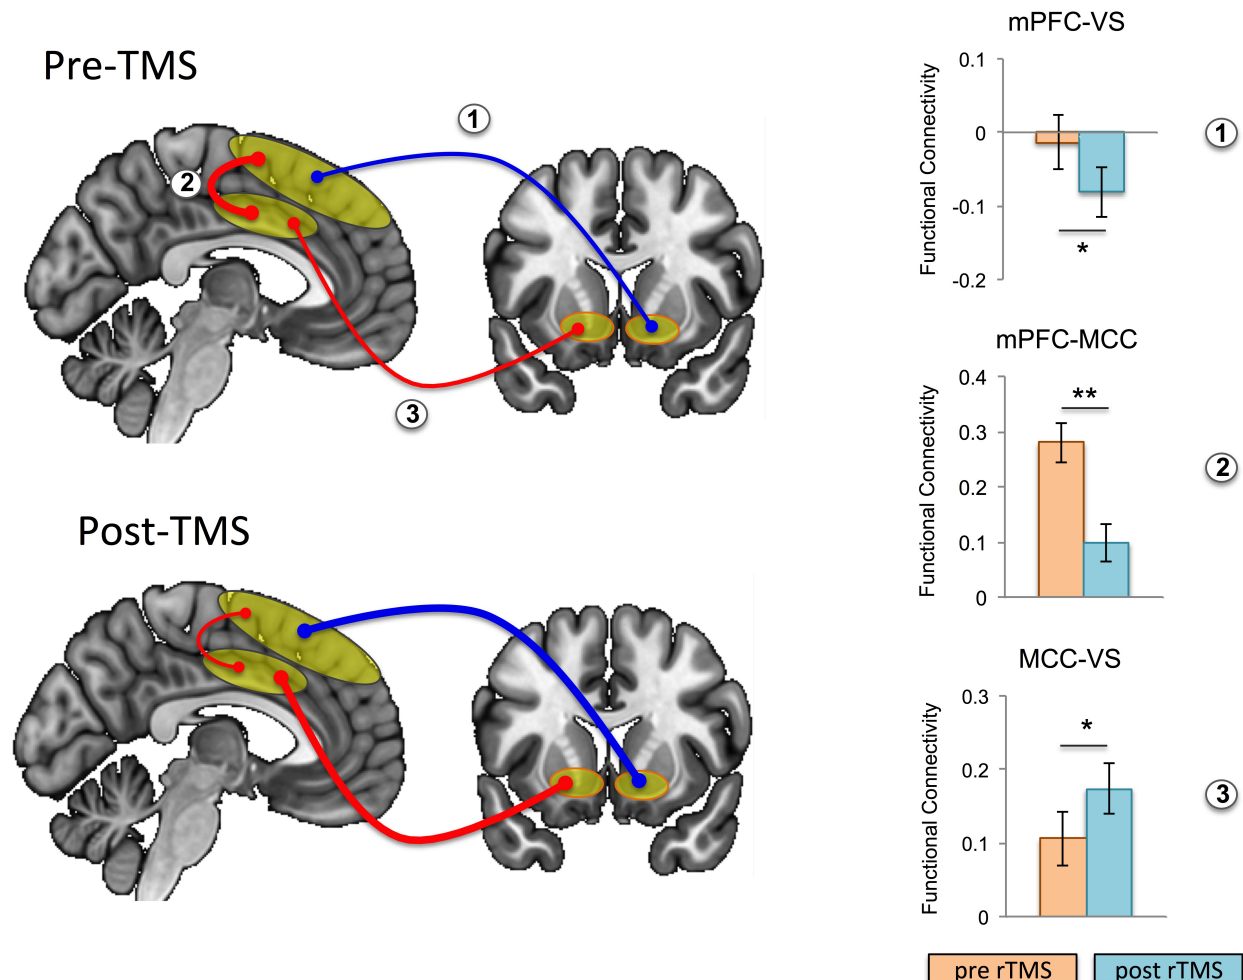 Pre-TMS
1
2
3
Post-TMS
mPFC-VS
Functional Connectivity
0.1
0
-0.1
-0.2
*
1
mPFC-MCC
Functional Connectivity
0.4
0.3
0.2
0.1
0
**
2
MCC-VS
Functional Connectivity
0.3
0.2
0.1
0
*
3
pre rTMS
post rTMS